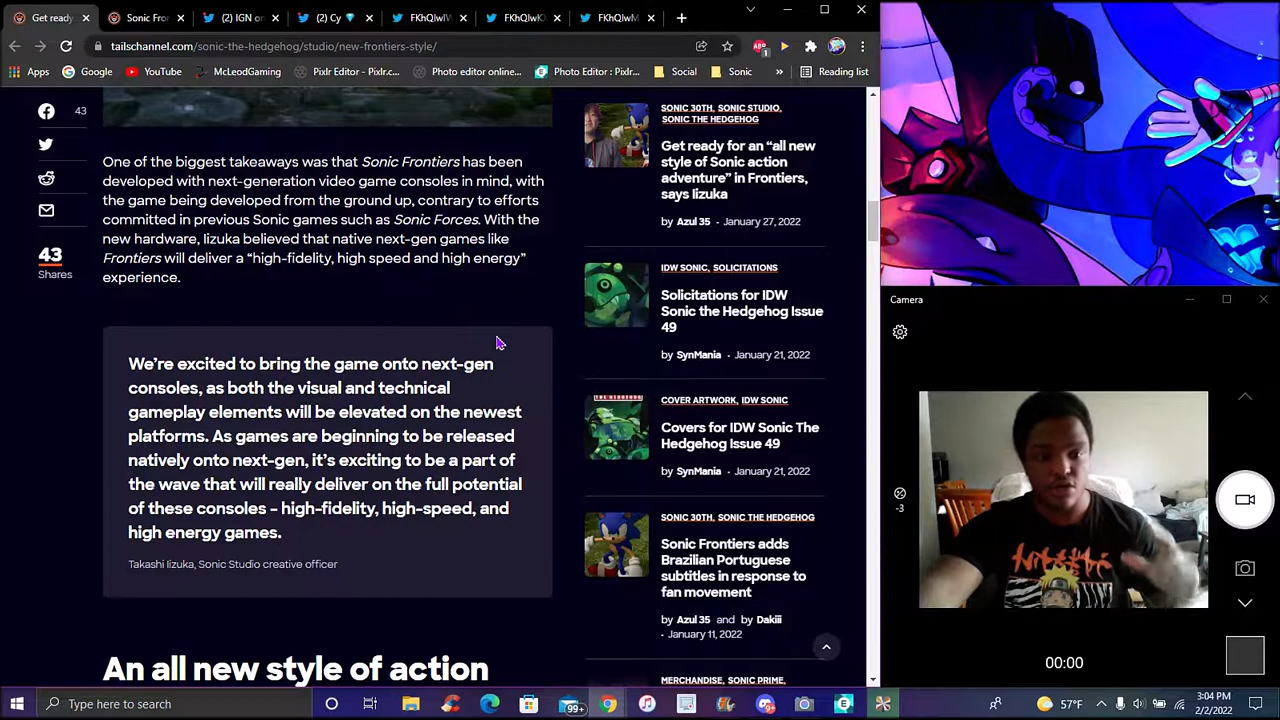 Get ready
Sonic Fron
(2) IGN on
(2) Cy
FKhQlwiW
FKhQlwK
FKhQlwM
tailschannel.com/sonic-the-hedgehog/studio/new-frontiers-style/
1
Apps
Google
YouTube
McLeodGaming
Pixlr Editor - Pixlr.c...
Photo editor online...
Photo Editor : Pixlr...
Social
Sonic
»
Reading list
43
43
Shares
One of the biggest takeaways was that Sonic Frontiers has been
developed with next-generation video game consoles in mind, with
the game being developed from the ground up, contrary to efforts
committed in previous Sonic games such as Sonic Forces. With the
new hardware, Iizuka believed that native next-gen games like
Frontiers will deliver a “high-fidelity, high speed and high energy”
experience.
We’re excited to bring the game onto next-gen
consoles, as both the visual and technical
gameplay elements will be elevated on the newest
platforms. As games are beginning to be released
natively onto next-gen, it’s exciting to be a part of
the wave that will really deliver on the full potential
of these consoles – high-fidelity, high-speed, and
high energy games.
Takashi Iizuka, Sonic Studio creative officer
An all new style of action
SONIC 30TH, SONIC STUDIO,
SONIC THE HEDGEHOG
Get ready for an “all new
style of Sonic action
adventure” in Frontiers,
says Iizuka
by Azul 35 - January 27, 2022
IDW SONIC, SOLICITATIONS
Solicitations for IDW
Sonic the Hedgehog Issue
49
by SynMania - January 21, 2022
COVER ARTWORK, IDW SONIC
Covers for IDW Sonic The
Hedgehog Issue 49
by SynMania - January 21, 2022
SONIC 30TH, SONIC THE HEDGEHOG
Sonic Frontiers adds
Brazilian Portuguese
subtitles in response to
fan movement
by Azul 35 and by Dakiii
- January 11, 2022
MERCHANDISE, SONIC PRIME,
Camera
-3
00:00
Type here to search
99+
57°F
3:04 PM
2/2/2022